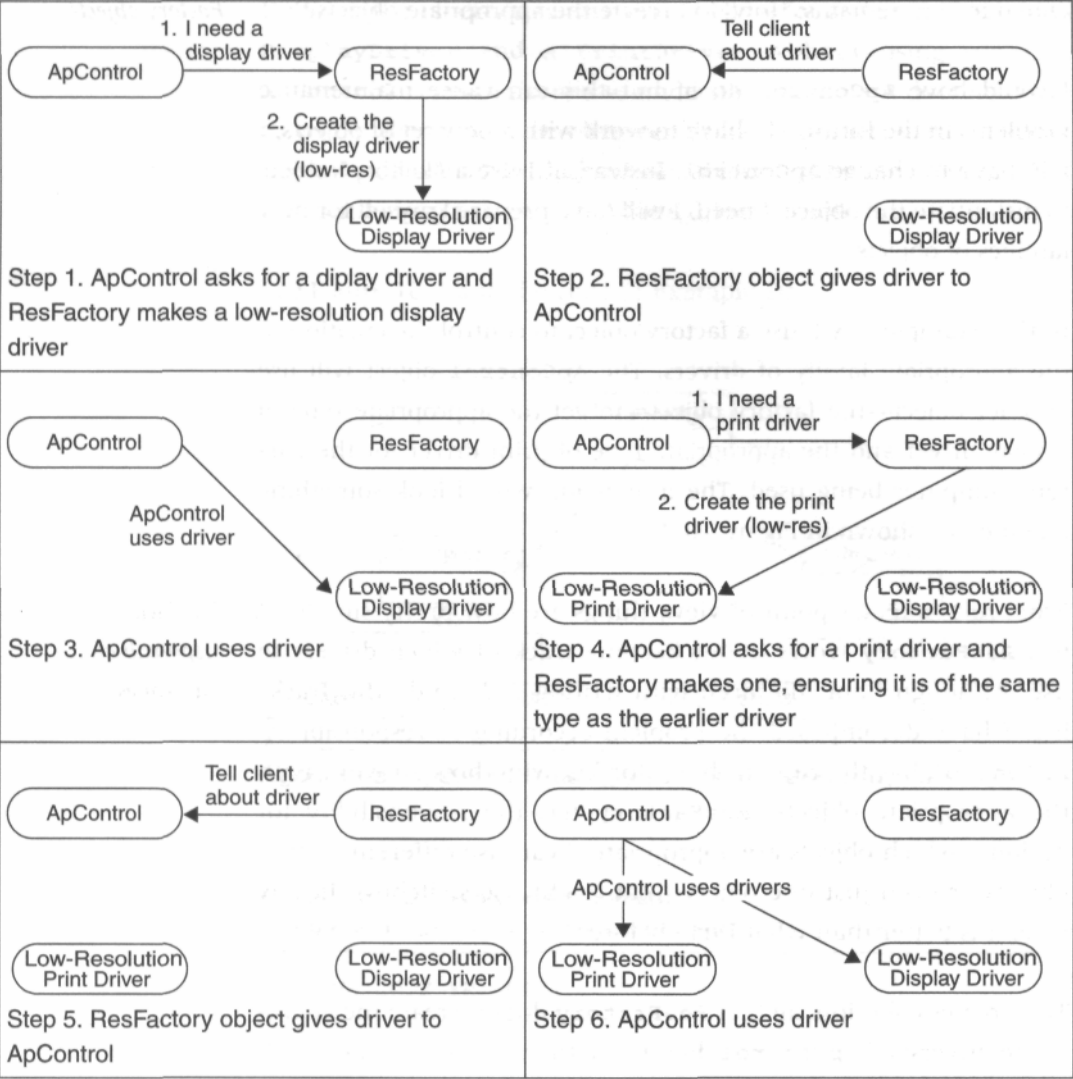 1. I need a
display driver
ApControl
ResFactory
2. Create the
display driver
(low-res)
Low-Resolution
Display Driver
Step 1. ApControl asks for a diplay driver and
ResFactory makes a low-resolution display
driver
Tell client
about driver
ApControl
ResFactory
Low-Resolution
Display Driver
Step 2. ResFactory object gives driver to
ApControl
ApControl
ResFactory
ApControl
uses driver
Low-Resolution
Display Driver
Step 3. ApControl uses driver
1. I need a
print driver
ApControl
ResFactory
2. Create the print
driver (low-res)
Low-Resolution
Print Driver
Low-Resolution
Display Driver
Step 4. ApControl asks for a print driver and
ResFactory makes one, ensuring it is of the same
type as the earlier driver
Tell client
about driver
ApControl
ResFactory
Low-Resolution
Print Driver
Low-Resolution
Display Driver
Step 5. ResFactory object gives driver to
ApControl
ApControl
ResFactory
ApControl uses drivers
Low-Resolution
Print Driver
Low-Resolution
Display Driver
Step 6. ApControl uses driver